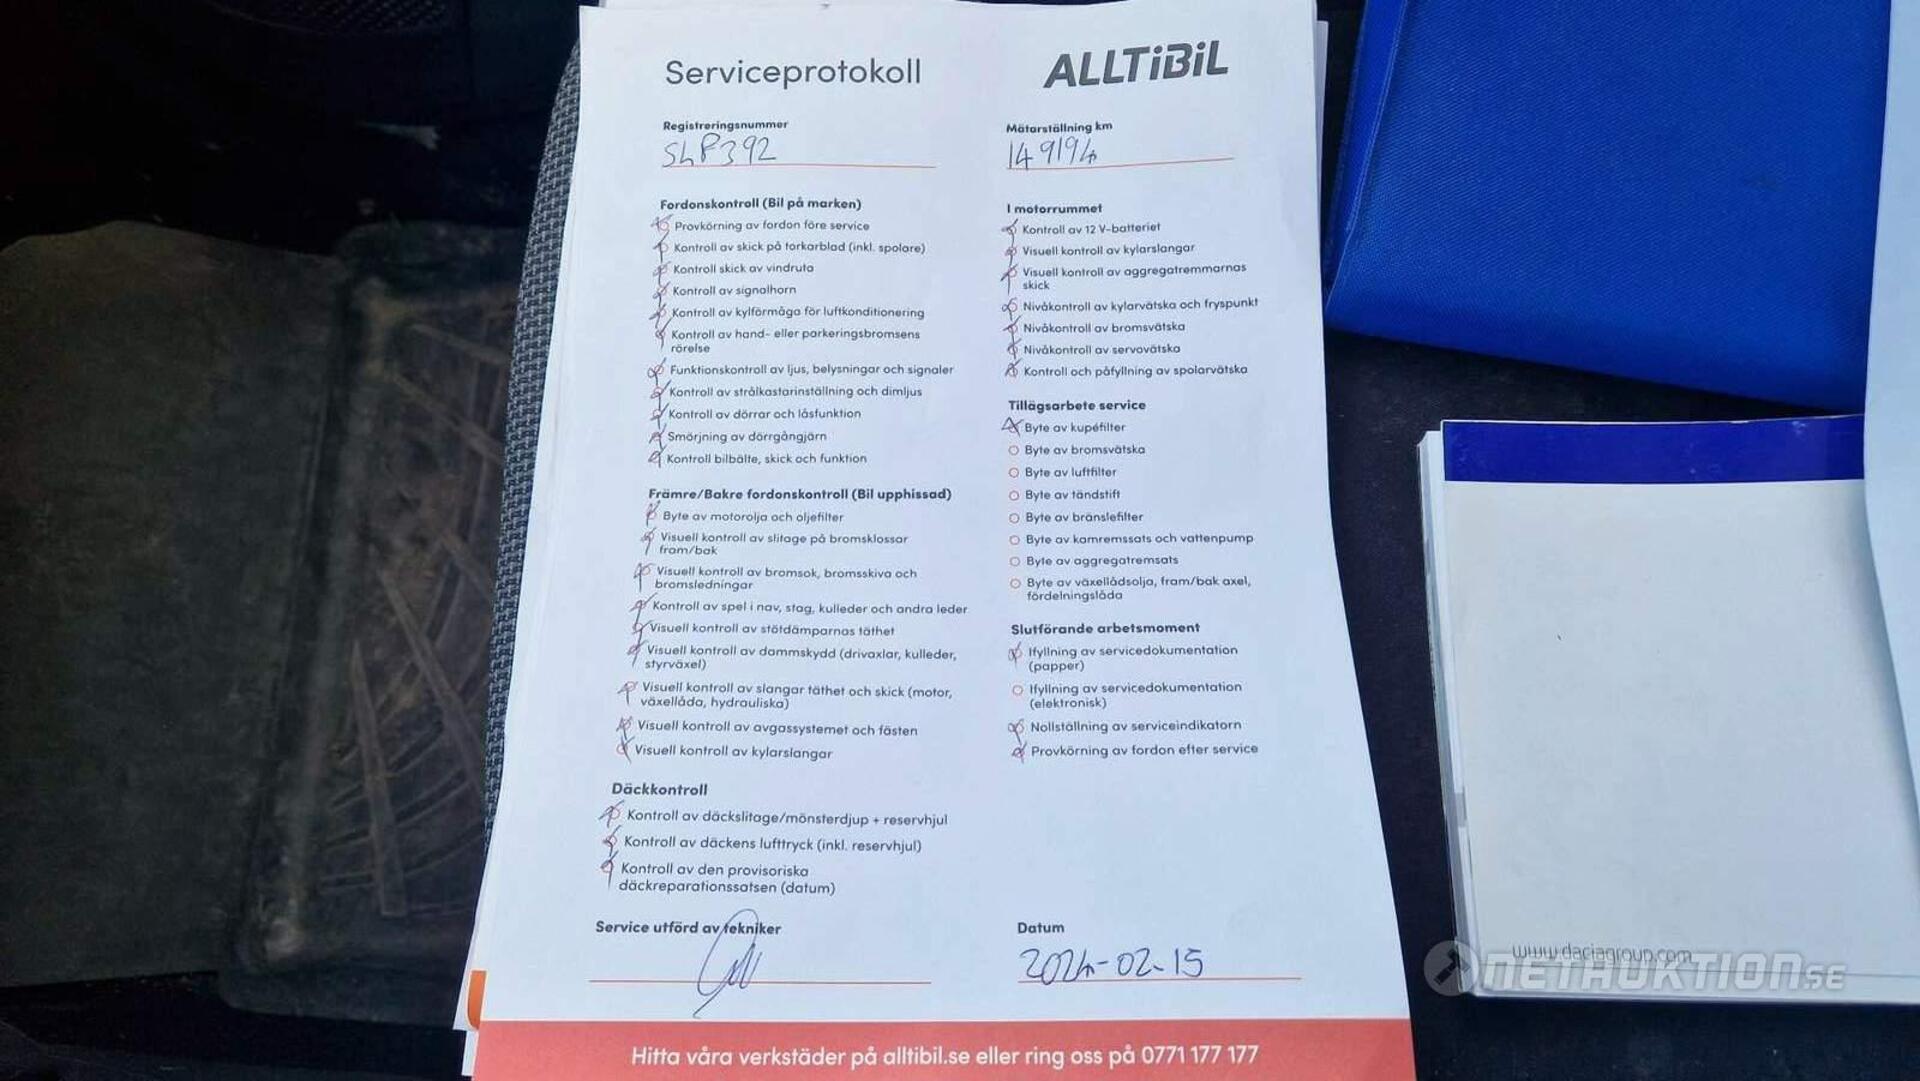 Serviceprotokoll
ALLTiBiL
Registreringsnummer
SLP392
Mätarställning km
149194
Fordonskontroll (Bil på marken)
Provkörning av fordon före service
Kontroll av skick på torkarblad (inkl. spolare)
Kontroll skick av vindruta
Kontroll av signalhorn
Kontroll av kylförmåga för luftkonditionering
Kontroll av hand- eller parkeringsbromsens
rörelse
Funktionskontroll av ljus, belysningar och signaler
Kontroll av strålkastarinställning och dimljus
Kontroll av dörrar och låsfunktion
Smörjning av dörrgångjärn
Kontroll bilbälte, skick och funktion
Främre/Bakre fordonskontroll (Bil upphissad)
Byte av motorolja och oljefilter
Visuell kontroll av slitage på bromsklossar
fram/bak
Visuell kontroll av bromsok, bromsskiva och
bromsledningar
Kontroll av spel i nav, stag, kulleder och andra leder
Visuell kontroll av stötdämparnas täthet
Visuell kontroll av dammskydd (drivaxlar, kulleder,
styrväxel)
Visuell kontroll av slangar täthet och skick (motor,
växellåda, hydrauliska)
Visuell kontroll av avgassystemet och fästen
Visuell kontroll av kylarslangar
Däckkontroll
Kontroll av däckslitage/mönsterdjup + reservhjul
Kontroll av däckens lufttryck (inkl. reservhjul)
Kontroll av den provisoriska
däckreparationssatsen (datum)
I motorrummet
Kontroll av 12 V-batteriet
Visuell kontroll av kylarslangar
Visuell kontroll av aggregatremmarnas
skick
Nivåkontroll av kylarvätska och fryspunkt
Nivåkontroll av bromsvätska
Nivåkontroll av servovätska
Kontroll och påfyllning av spolarvätska
Tillägsarbete service
Byte av kupéfilter
Byte av bromsvätska
Byte av luftfilter
Byte av tändstift
Byte av bränslefilter
Byte av kamremssats och vattenpump
Byte av aggregatremsats
Byte av växellådsolja, fram/bak axel,
fördelningslåda
Slutförande arbetsmoment
Ifyllning av servicedokumentation
(papper)
Ifyllning av servicedokumentation
(elektronisk)
Nollställning av serviceindikatorn
Provkörning av fordon efter service
Service utförd av tekniker
Datum
2024-02-15
Hitta våra verkstäder på alltibil.se eller ring oss på 0771 177 177
www.daciagroup.com
NETAUKTION.SE